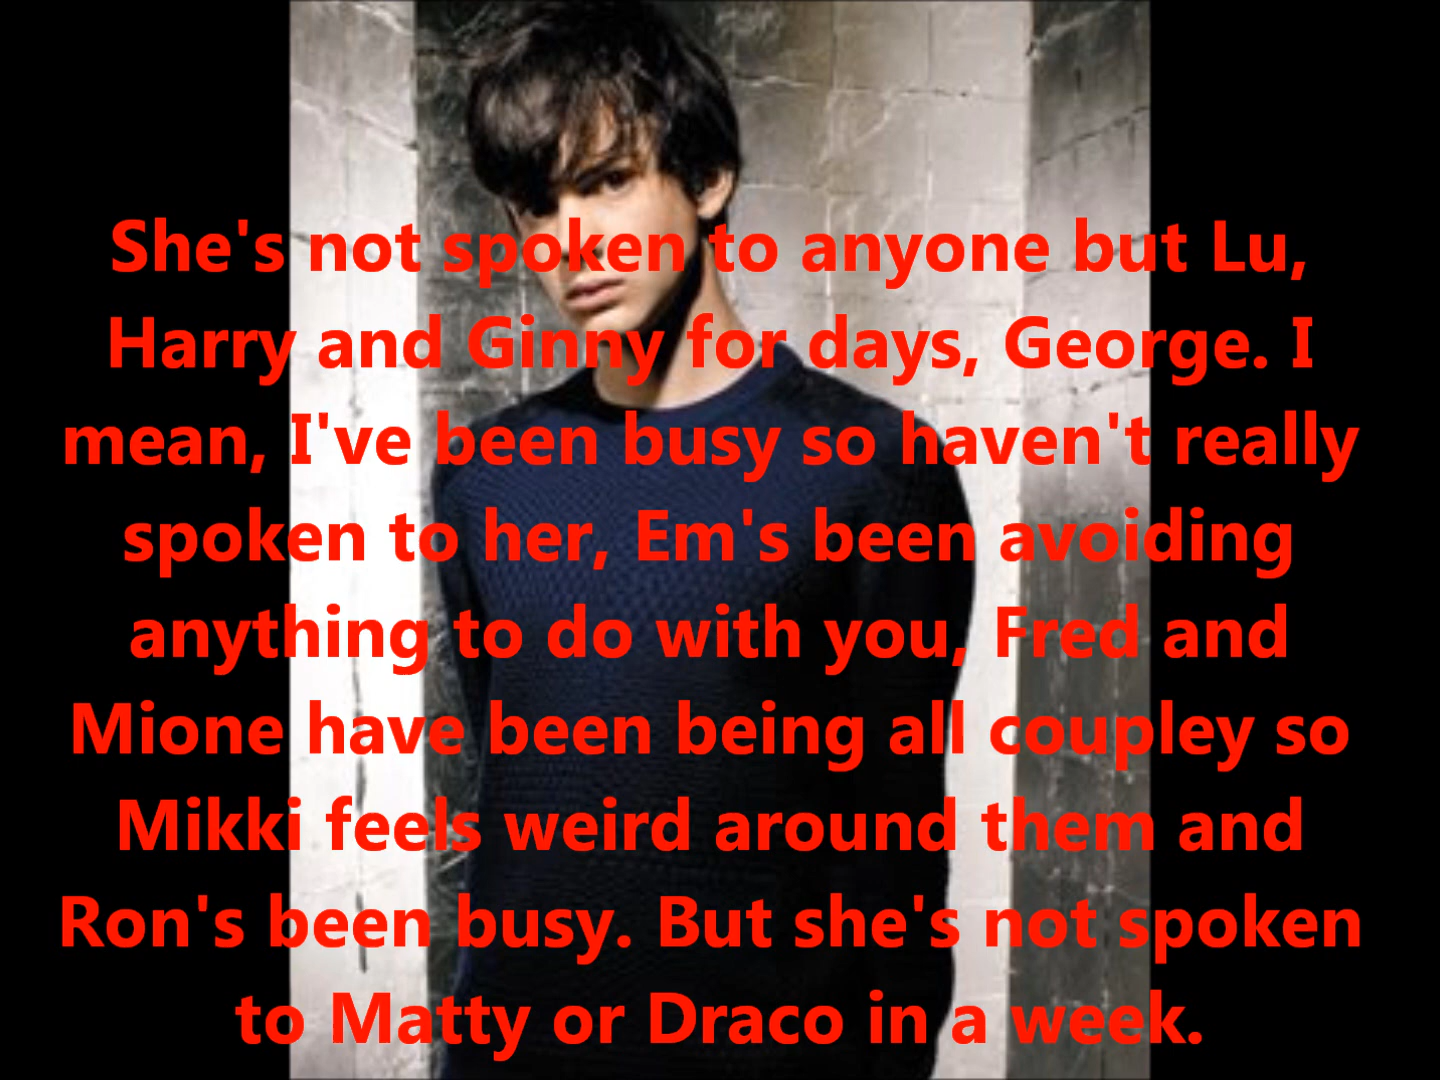 She's not spoken to anyone but Lu,
Harry and Ginny for days, George. I
mean, I've been busy so haven't really
spoken to her, Em's been avoiding
anything to do with you, Fred and
Mione have been being all coupley so
Mikki feels weird around them and
Ron's been busy. But she's not spoken
to Matty or Draco in a week.